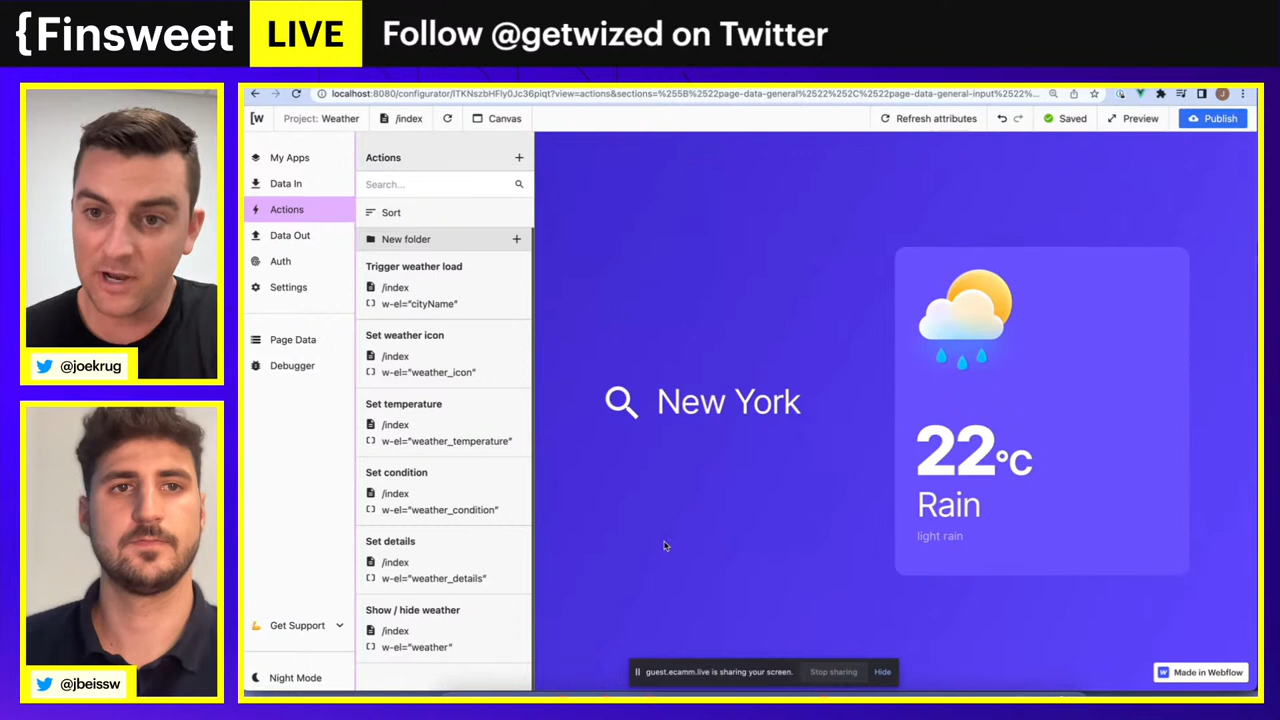 {Finsweet LIVE Follow @getwized on Twitter
localhost:8080/configurator/lTKNszbHFly0Jc36piqt?view=actions&sections=%255B%2522page-data-general%2522%252C%2522page-data-general-input%2522%...
[w Project: Weather /index Canvas Refresh attributes Saved Preview Publish
My Apps
Data In
Actions
Data Out
Auth
Settings
Page Data
Debugger
Get Support
Night Mode
Actions +
Search...
Sort
New folder +
Trigger weather load
/index
w-el="cityName"
Set weather icon
/index
w-el="weather_icon"
Set temperature
/index
w-el="weather_temperature"
Set condition
/index
w-el="weather_condition"
Set details
/index
w-el="weather_details"
Show / hide weather
/index
w-el="weather"
New York
22°C
Rain
light rain
guest.ecamm.live is sharing your screen. Stop sharing Hide
Made in Webflow
@joekrug
@jbeissw